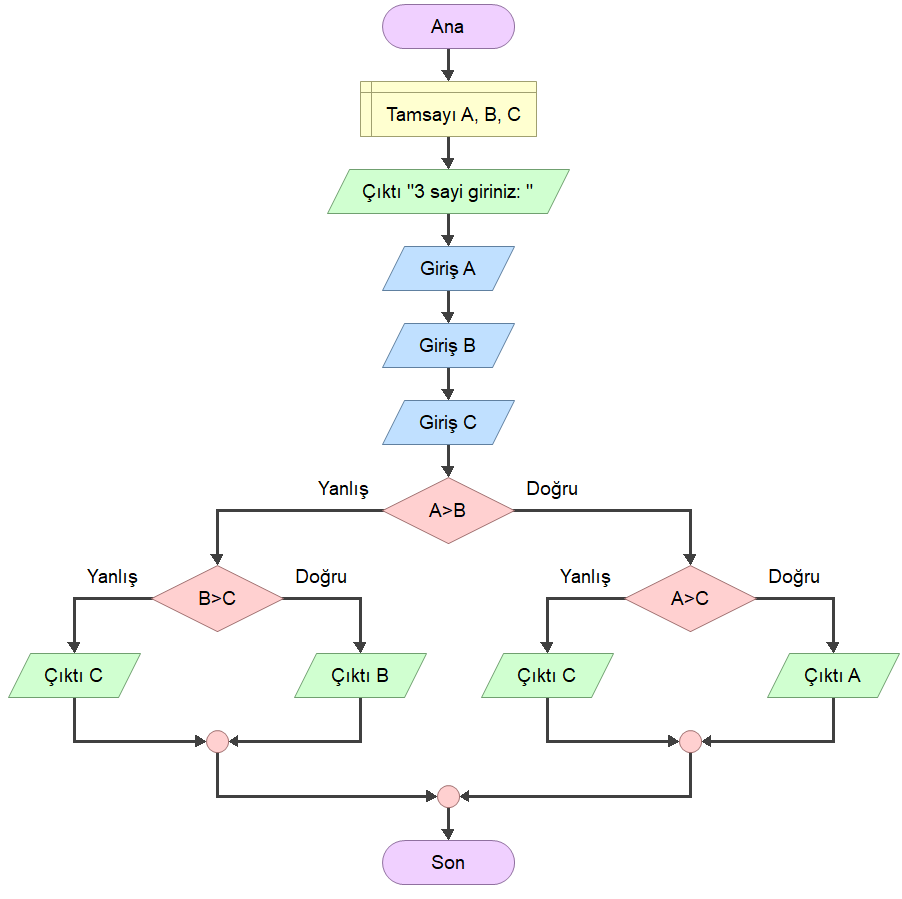 Ana
Tamsayı A, B, C
Çıktı "3 sayi giriniz: "
Giriş A
Giriş B
Giriş C
Yanlış
Doğru
A>B
Yanlış
Doğru
Yanlış
Doğru
B>C
A>C
Çıktı C
Çıktı B
Çıktı C
Çıktı A
Son